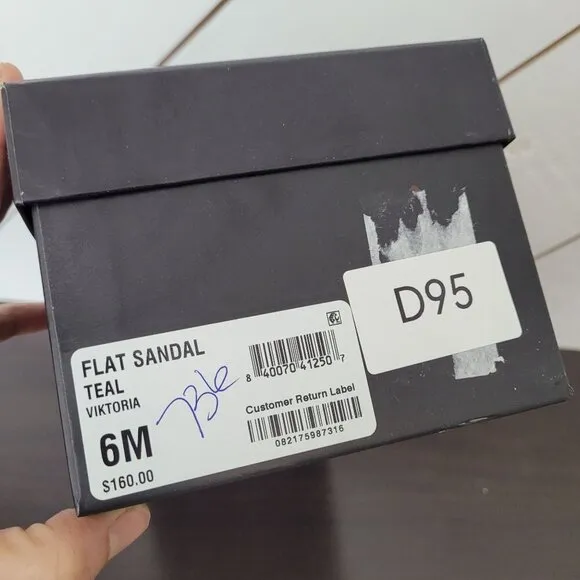 D95
FLAT SANDAL
TEAL
VIKTORIA
6M
$160.00
8 40070 41250 7
Customer Return Label
082175987316